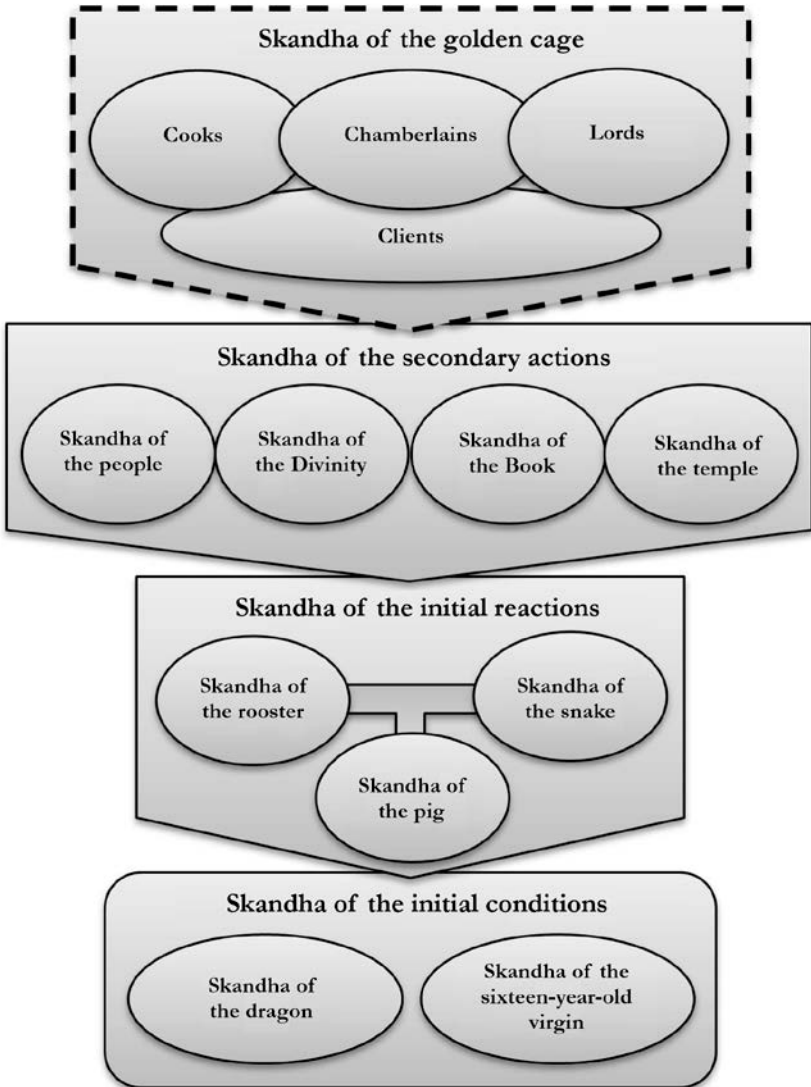 Skandha of the golden cage
Cooks
Chamberlains
Lords
Clients
Skandha of the secondary actions
Skandha of
the people
Skandha of
the Divinity
Skandha of
the Book
Skandha of
the temple
Skandha of the initial reactions
Skandha of
the rooster
Skandha of
the snake
Skandha of
the pig
Skandha of the initial conditions
Skandha of
the dragon
Skandha of the
sixteen-year-old
virgin